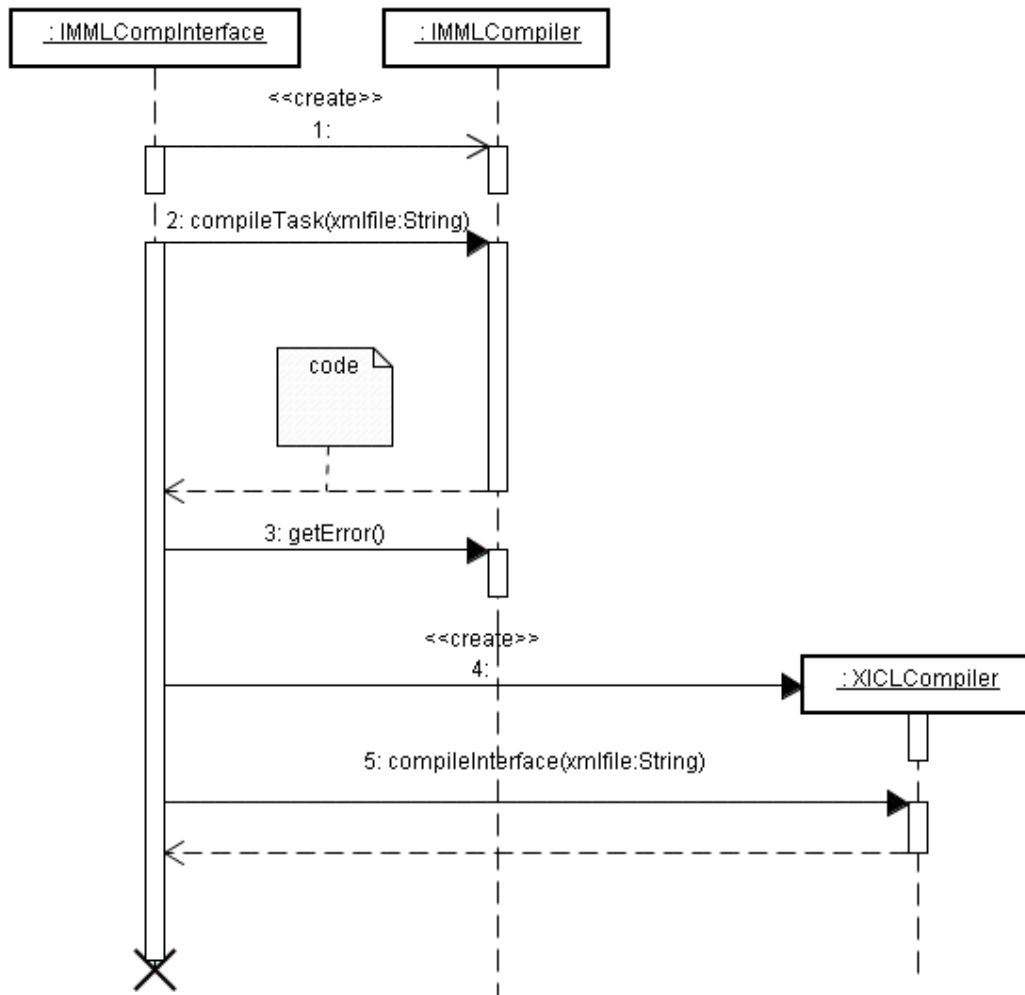 : IMMLCompInterface
: IMMLCompiler
<<create>>
1:
2: compileTask(xmlfile:String)
code
3: getError()
<<create>>
4:
: XICLCompiler
5: compileInterface(xmlfile:String)